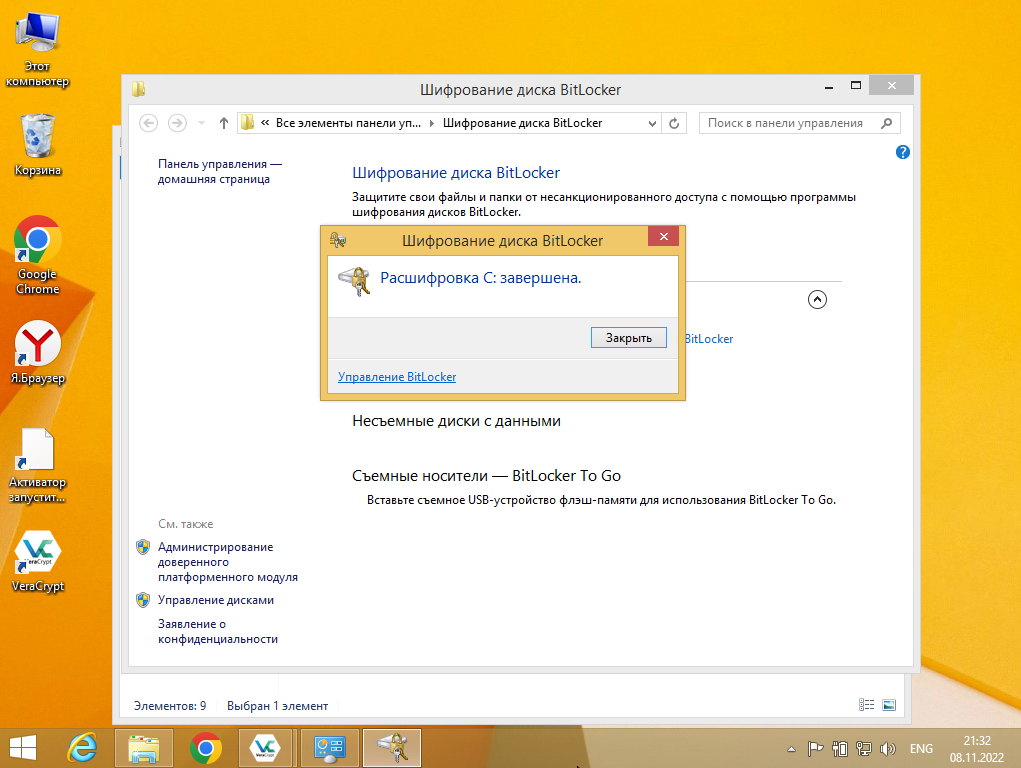 Этот
компьютер
Корзина
Google
Chrome
Я.Браузер
Активатор
запустит...
VeraCrypt
VeraCrypt
Шифрование диска BitLocker
« Все элементы панели уп... Шифрование диска BitLocker
Поиск в панели управления
Панель управления —
домашняя страница
Шифрование диска BitLocker
Защитите свои файлы и папки от несанкционированного доступа с помощью программы
шифрования дисков BitLocker.
Шифрование диска BitLocker
Расшифровка C: завершена.
Закрыть
Управление BitLocker
BitLocker
Несъемные диски с данными
Съемные носители — BitLocker To Go
Вставьте съемное USB-устройство флэш-памяти для использования BitLocker To Go.
См. также
Администрирование
доверенного
платформенного модуля
Управление дисками
Заявление о
конфиденциальности
Элементов: 9 Выбран 1 элемент
VeraCrypt
ENG
21:32
08.11.2022